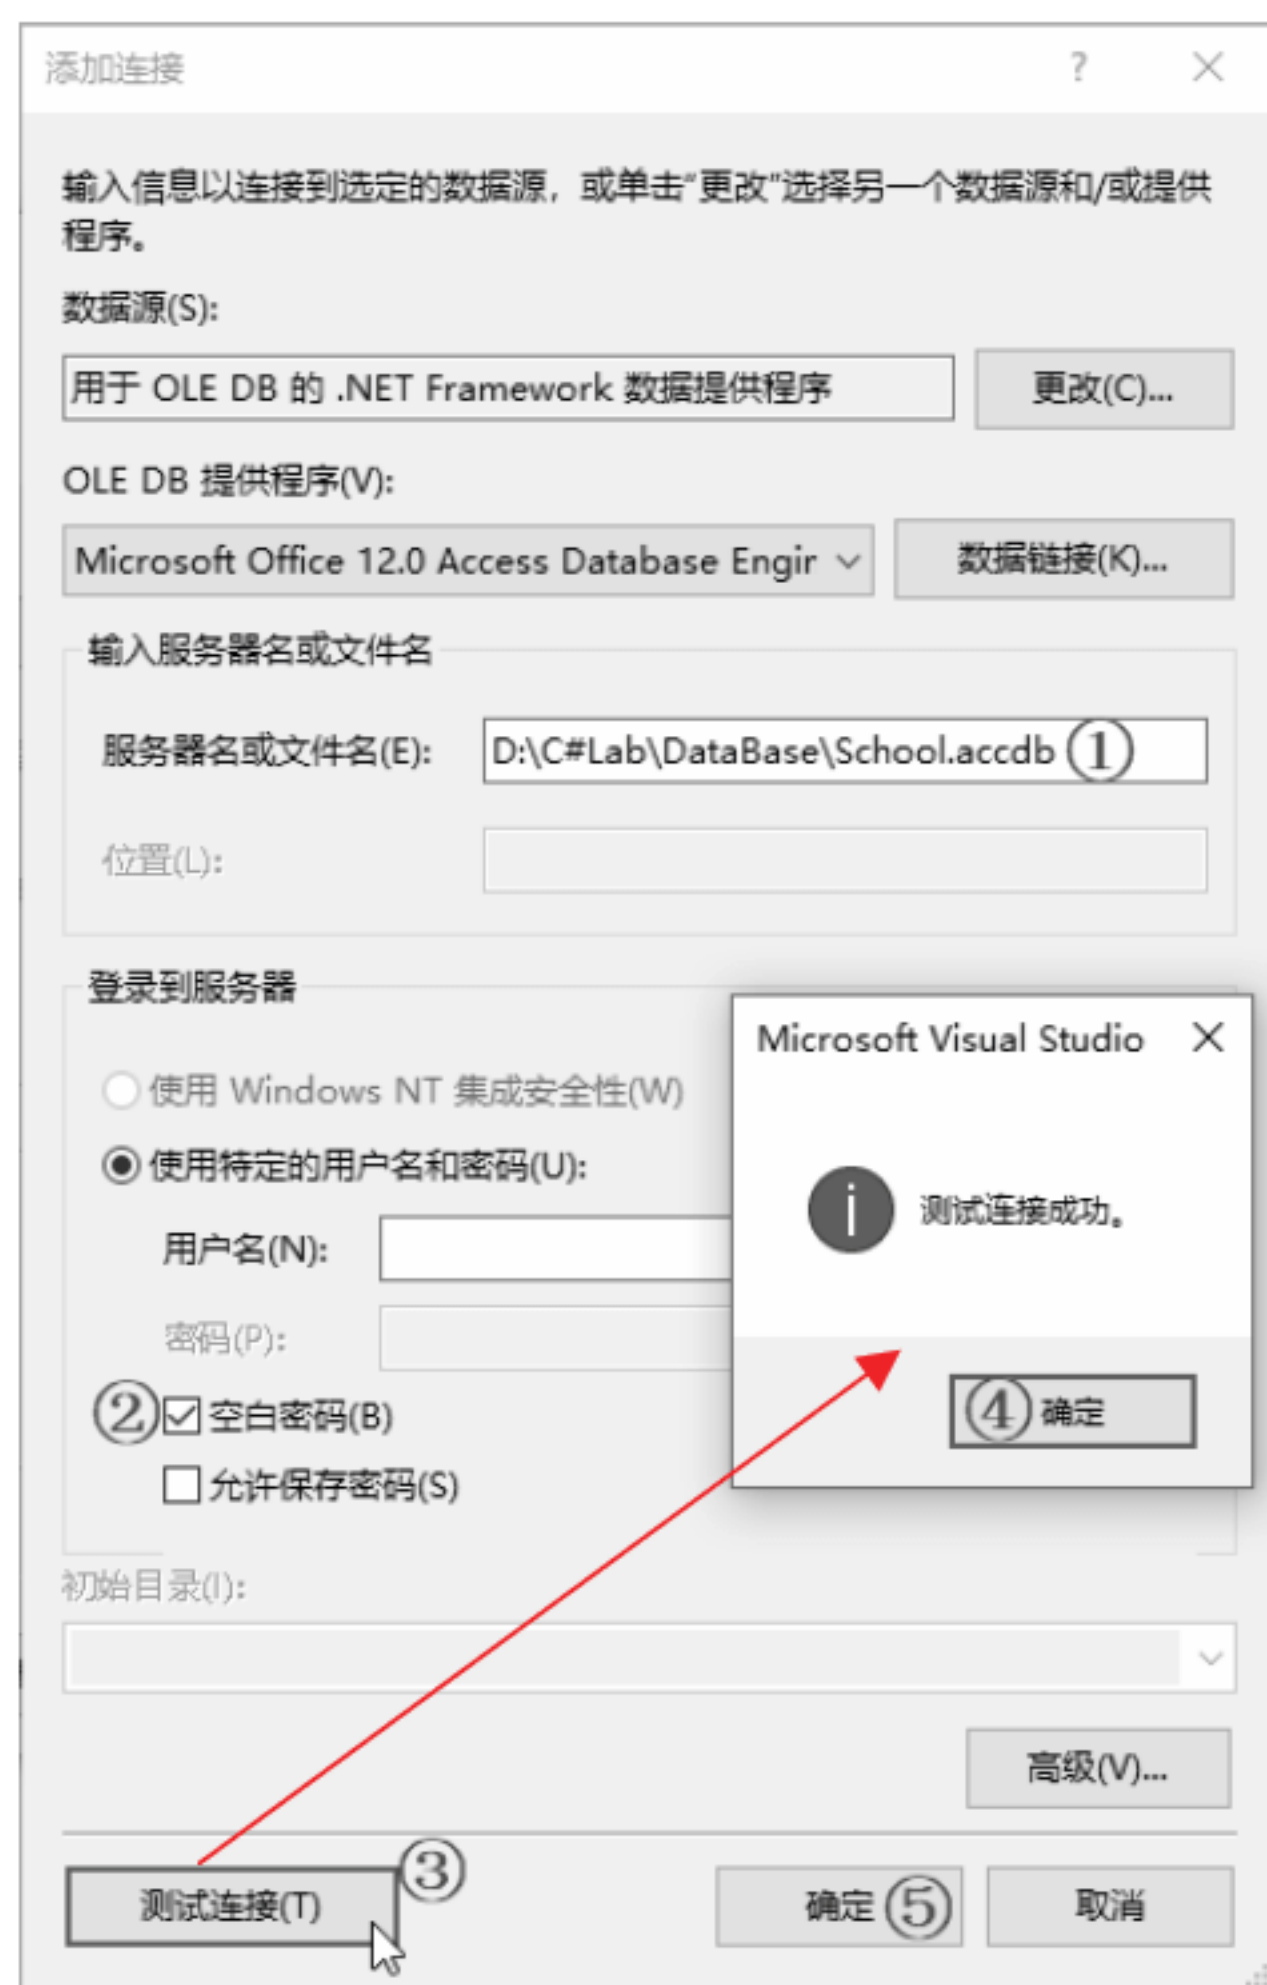 添加连接 ?
输入信息以连接到选定的数据源，或单击“更改”选择另一个数据源和/或提供
程序。
数据源(S):
用于 OLE DB 的 .NET Framework 数据提供程序 更改(C)...
OLE DB 提供程序(V):
Microsoft Office 12.0 Access Database Engin 数据链接(K)...
输入服务器名或文件名
服务器名或文件名(E): D:\C#Lab\DataBase\School.accdb ①
位置(L):
登录到服务器
使用 Windows NT 集成安全性(W)
使用特定的用户名和密码(U):
用户名(N):
密码(P):
② 空白密码(B)
允许保存密码(S)
Microsoft Visual Studio
i 测试连接成功。
④ 确定
初始目录(I):
高级(V)...
测试连接(T) ③ 确定 ⑤ 取消